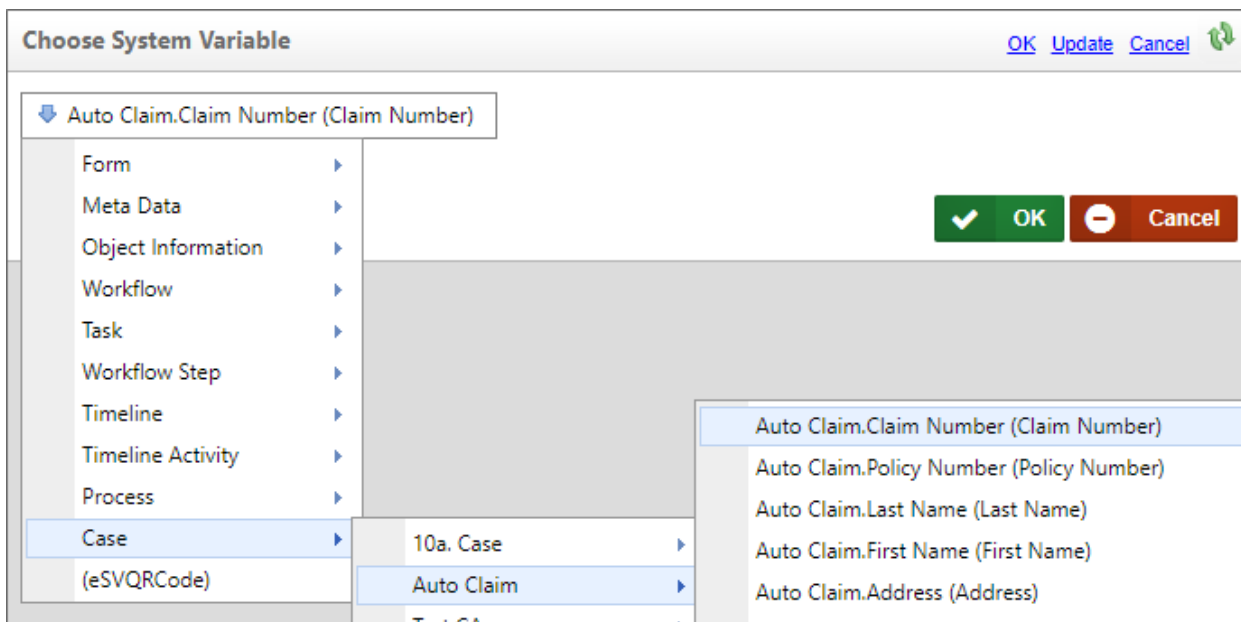 Choose System Variable
OK Update Cancel
Auto Claim.Claim Number (Claim Number)
Form
Meta Data
Object Information
Workflow
Task
Workflow Step
Timeline
Timeline Activity
Process
Case
(eSVQRCode)
OK
Cancel
10a. Case
Auto Claim
Auto Claim.Claim Number (Claim Number)
Auto Claim.Policy Number (Policy Number)
Auto Claim.Last Name (Last Name)
Auto Claim.First Name (First Name)
Auto Claim.Address (Address)